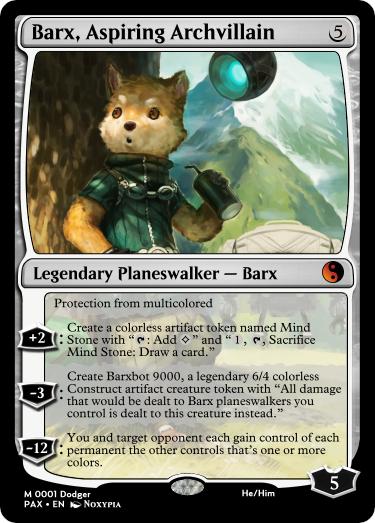 Barx, Aspiring Archvillain 5
Legendary Planeswalker — Barx
Protection from multicolored
+2: Create a colorless artifact token named Mind
Stone with “T: Add ◇” and “1 , T, Sacrifice
Mind Stone: Draw a card.”
-3: Create Barxbot 9000, a legendary 6/4 colorless
Construct artifact creature token with “All damage
that would be dealt to Barx planeswalkers you
control is dealt to this creature instead.”
-12: You and target opponent each gain control of each
permanent the other controls that’s one or more
colors.
5
M 0001 Dodger
PAX • EN Noxypia
He/Him